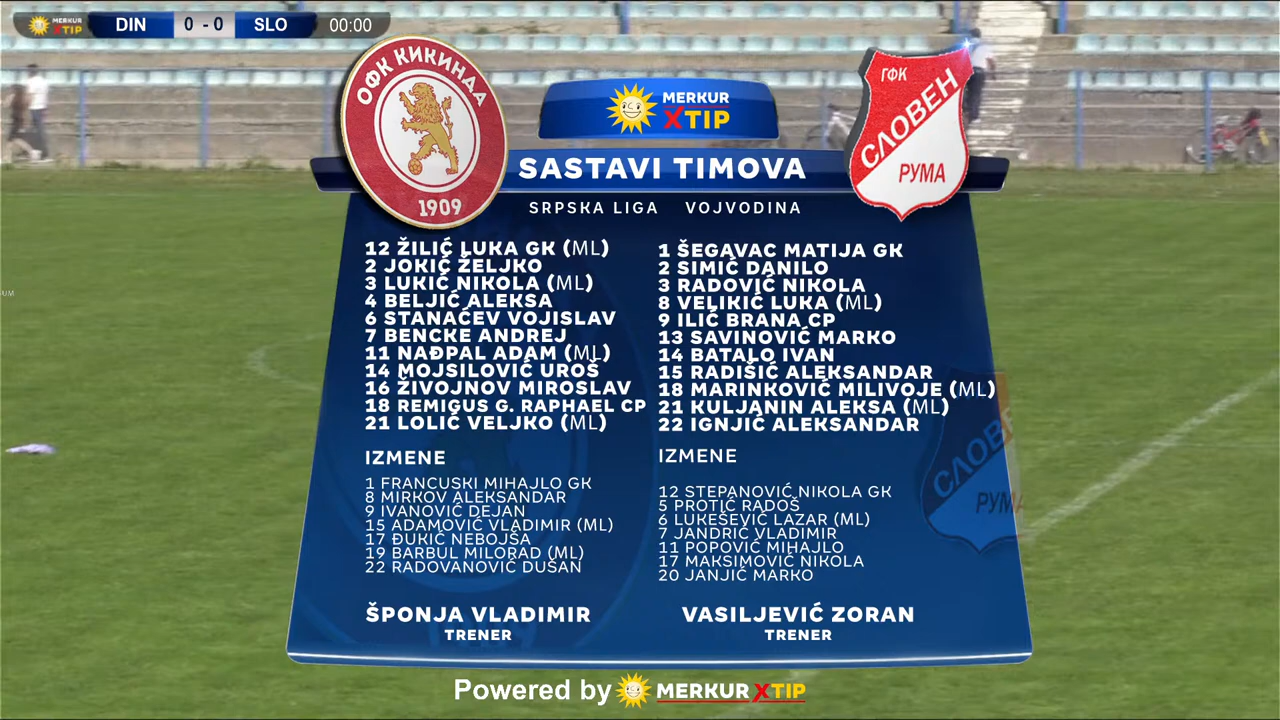 MERKUR XTIP DIN 0 - 0 SLO 00:00
ОФК КИКИНДА
1909
MERKUR
XTIP
ГФК
СЛОВЕН
РУМА
SASTAVI TIMOVA
SRPSKA LIGA VOJVODINA
12 ŽILIĆ LUKA GK (ML)
2 JOKIĆ ŽELJKO
3 LUKIĆ NIKOLA (ML)
4 BELJIĆ ALEKSA
6 STANAĆEV VOJISLAV
7 BENCKE ANDREJ
11 NAĐPAL ADAM (ML)
14 MOJSILOVIĆ UROŠ
16 ŽIVOJNOV MIROSLAV
18 REMIGUS G. RAPHAEL CP
21 LOLIĆ VELJKO (ML)
IZMENE
1 FRANCUSKI MIHAJLO GK
8 MIRKOV ALEKSANDAR
9 IVANOVIĆ DEJAN
15 ADAMOVIĆ VLADIMIR (ML)
17 ĐUKIĆ NEBOJŠA
19 BARBUL MILORAD (ML)
22 RADOVANOVIĆ DUŠAN
ŠPONJA VLADIMIR
TRENER
1 ŠEGAVAC MATIJA GK
2 SIMIĆ DANILO
3 RADOVIĆ NIKOLA
8 VELIKIĆ LUKA (ML)
9 ILIĆ BRANA CP
13 SAVINOVIĆ MARKO
14 BATALO IVAN
15 RADIŠIĆ ALEKSANDAR
18 MARINKOVIĆ MILIVOJE (ML)
21 KULJANIN ALEKSA (ML)
22 IGNJIĆ ALEKSANDAR
IZMENE
12 STEPANOVIĆ NIKOLA GK
5 PROTIĆ RADOŠ
6 LUKEŠEVIĆ LAZAR (ML)
7 JANDRIĆ VLADIMIR
11 POPOVIĆ MIHAJLO
17 MAKSIMOVIĆ NIKOLA
20 JANJIĆ MARKO
VASILJEVIĆ ZORAN
TRENER
СЛОВЕ
РУМА
UM
Powered by MERKUR XTIP